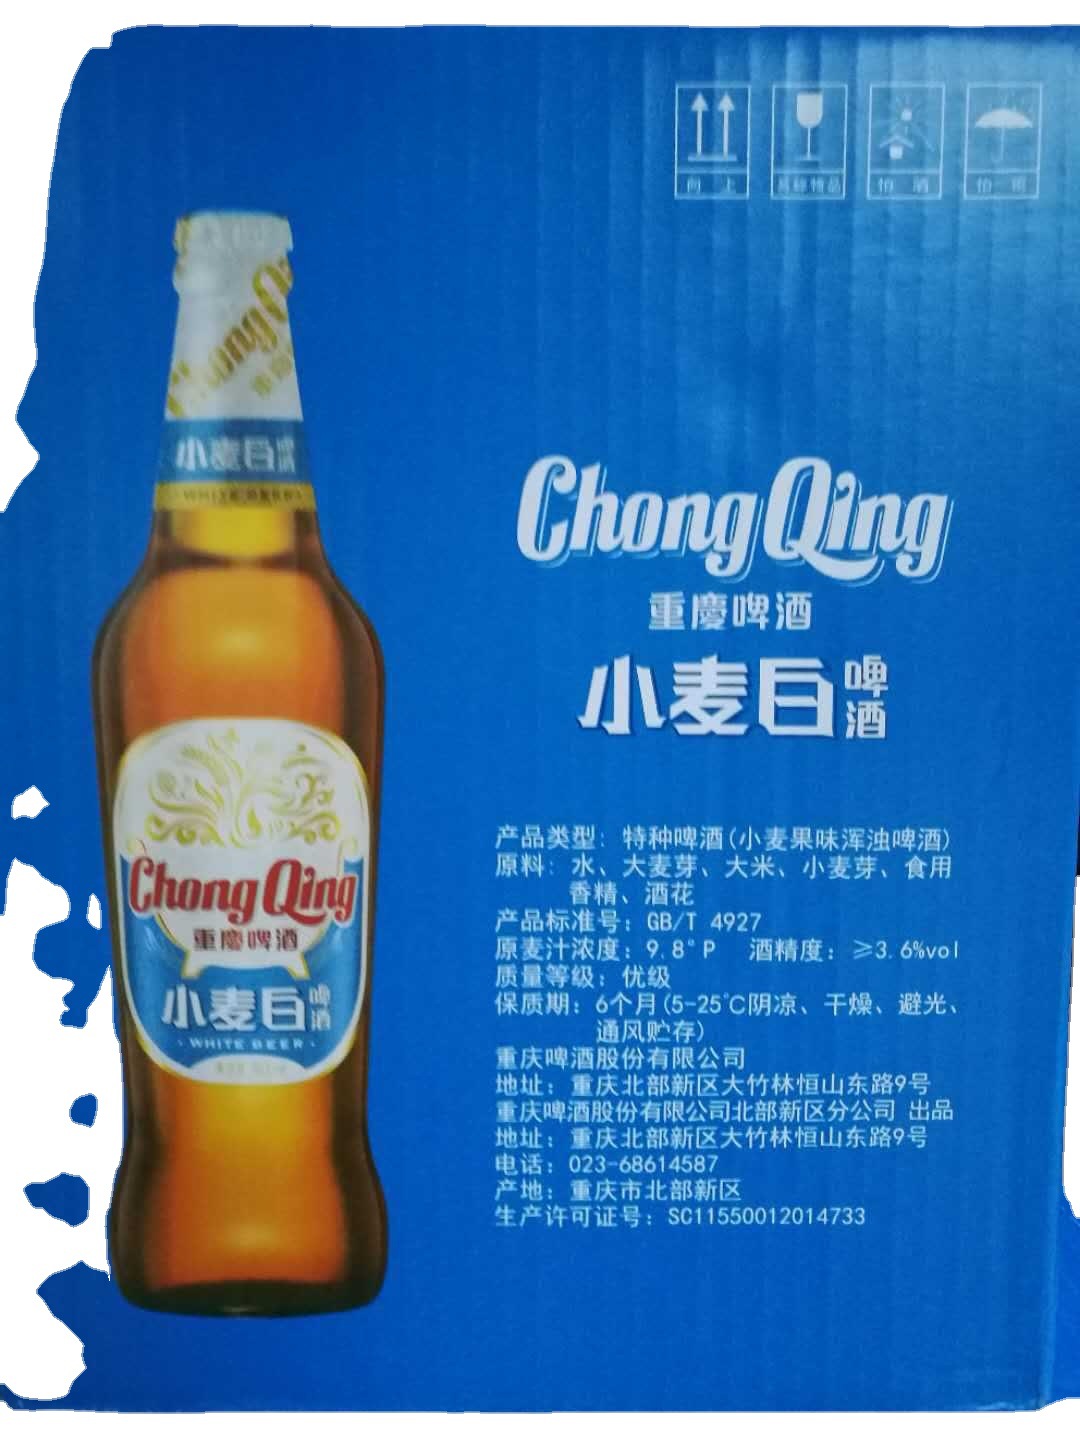 向 上
易碎物品
怕 晒
怕 雨
Chong Qing
重慶啤酒
小麦白啤酒
产品类型: 特种啤酒(小麦果味浑浊啤酒)
原料: 水、大麦芽、大米、小麦芽、食用
香精、酒花
产品标准号: GB/T 4927
原麦汁浓度: 9.8°P 酒精度: ≥3.6%vol
质量等级: 优级
保质期: 6个月(5-25℃阴凉、干燥、避光、
通风贮存)
重庆啤酒股份有限公司
地址: 重庆北部新区大竹林恒山东路9号
重庆啤酒股份有限公司北部新区分公司 出品
地址: 重庆北部新区大竹林恒山东路9号
电话: 023-68614587
产地: 重庆市北部新区
生产许可证号: SC11550012014733
Chong Qing
小麦白啤酒
WHITE BEER
Chong Qing
重慶啤酒
小麦白啤酒
·WHITE BEER·